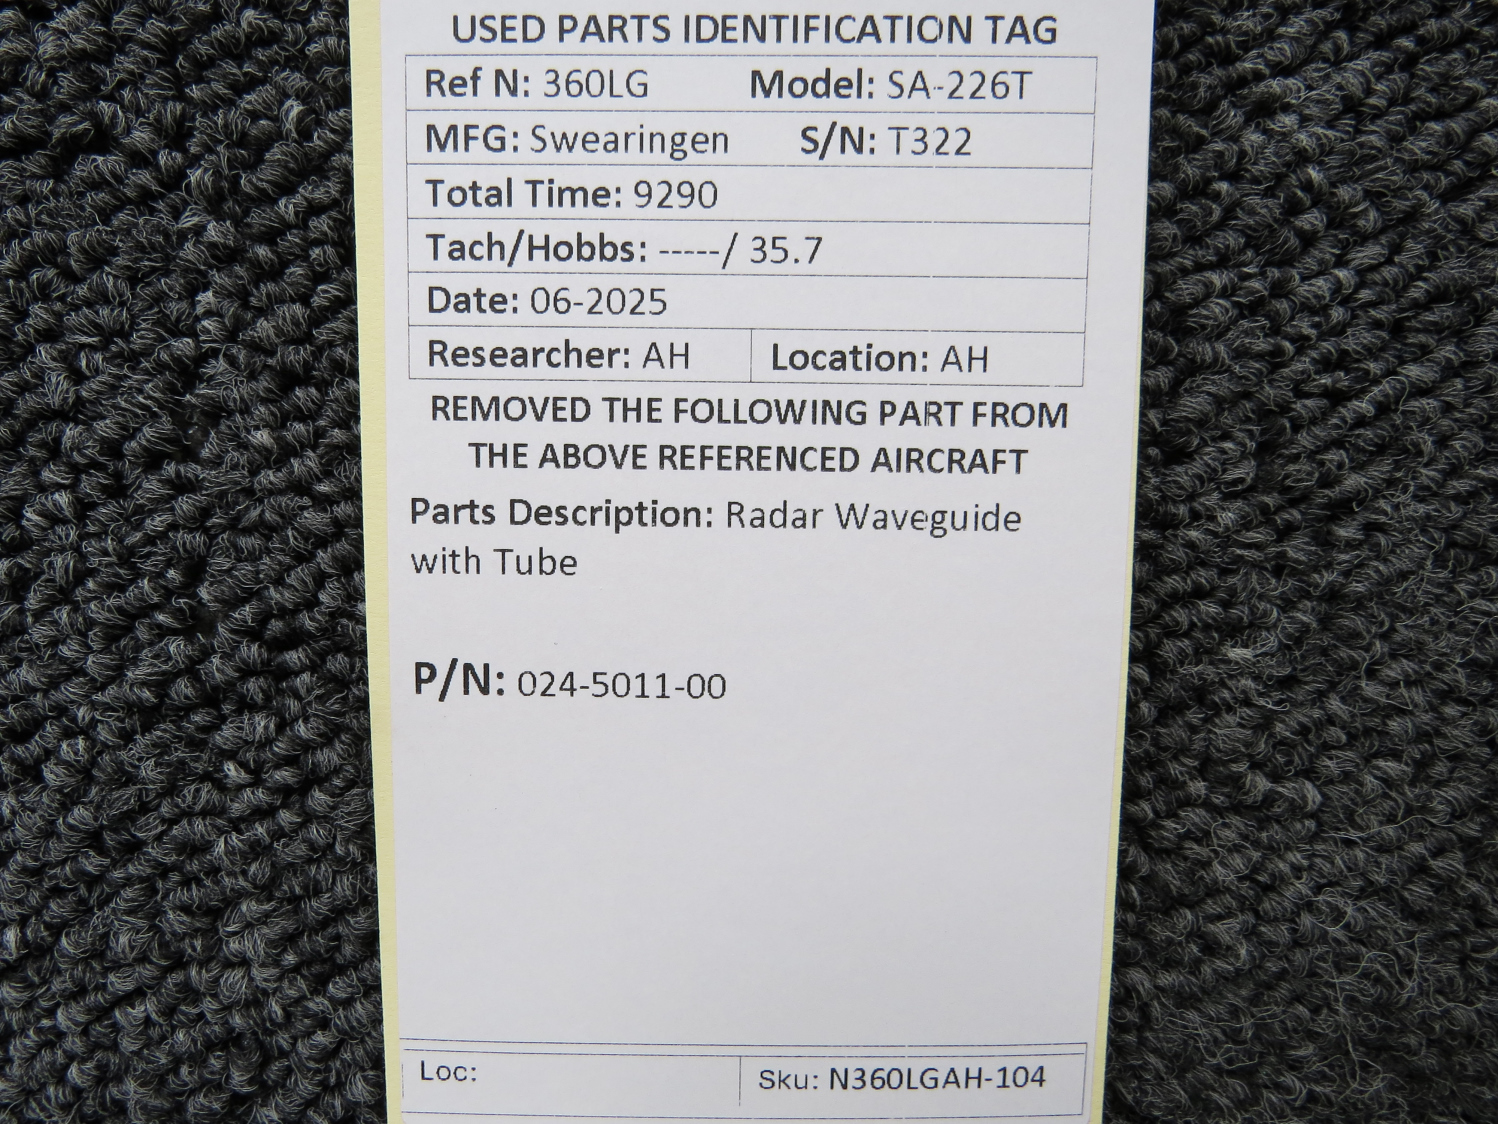 USED PARTS IDENTIFICATION TAG
Ref N: 360LG Model: SA-226T
MFG: Swearingen S/N: T322
Total Time: 9290
Tach/Hobbs: -----/ 35.7
Date: 06-2025
Researcher: AH Location: AH
REMOVED THE FOLLOWING PART FROM
THE ABOVE REFERENCED AIRCRAFT
Parts Description: Radar Waveguide
with Tube
P/N: 024-5011-00
Loc: Sku: N360LGAH-104